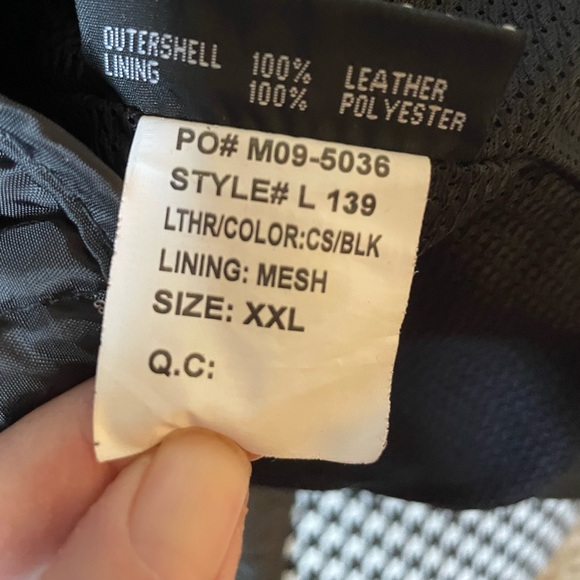 OUTERSHELL 100% LEATHER
LINING 100% POLYESTER
PO# M09-5036
STYLE# L 139
LTHR/COLOR:CS/BLK
LINING: MESH
SIZE: XXL
Q.C: